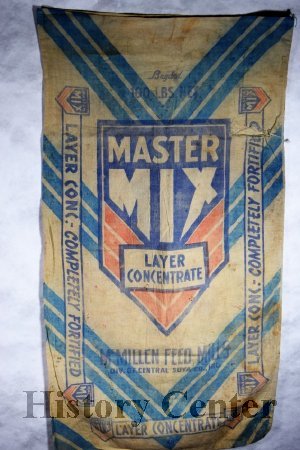 100 LBS. NET
MASTER
MIX
LAYER
CONCENTRATE
McMILLEN FEED MILLS
DIV. OF CENTRAL SOYA CO., INC.
LAYER CONC.- COMPLETELY FORTIFIED
LAYER CONC.- COMPLETELY FORTIFIED
LAYER CONCENTRATE
History Center